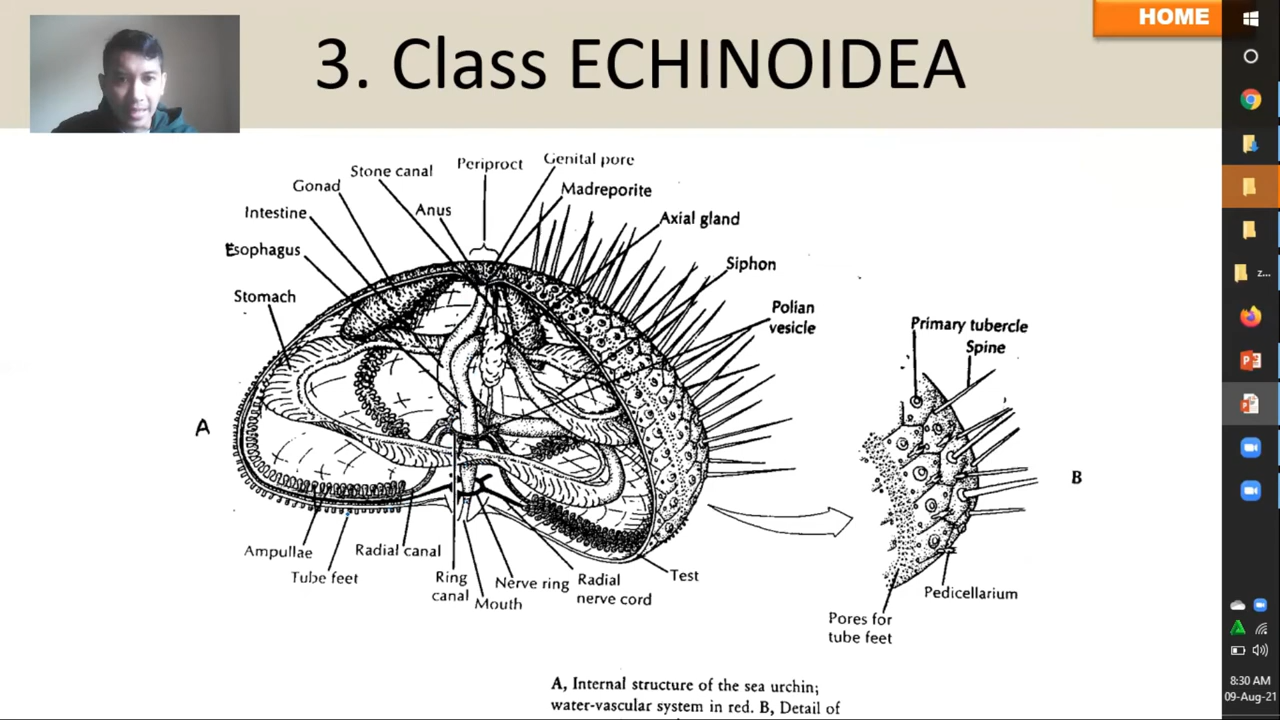 HOME
3. Class ECHINOIDEA
Periproct
Genital pore
Stone canal
Madreporite
Gonad
Anus
Intestine
Axial gland
Esophagus
Siphon
Stomach
Polian
vesicle
Primary tubercle
Spine
A
B
Ampullae
Radial canal
Tube feet
Ring
canal
Nerve ring
Mouth
Radial
nerve cord
Test
Pedicellarium
Pores for
tube feet
A, Internal structure of the sea urchin;
water-vascular system in red. B, Detail of
z...
8:30 AM
09-Aug-21